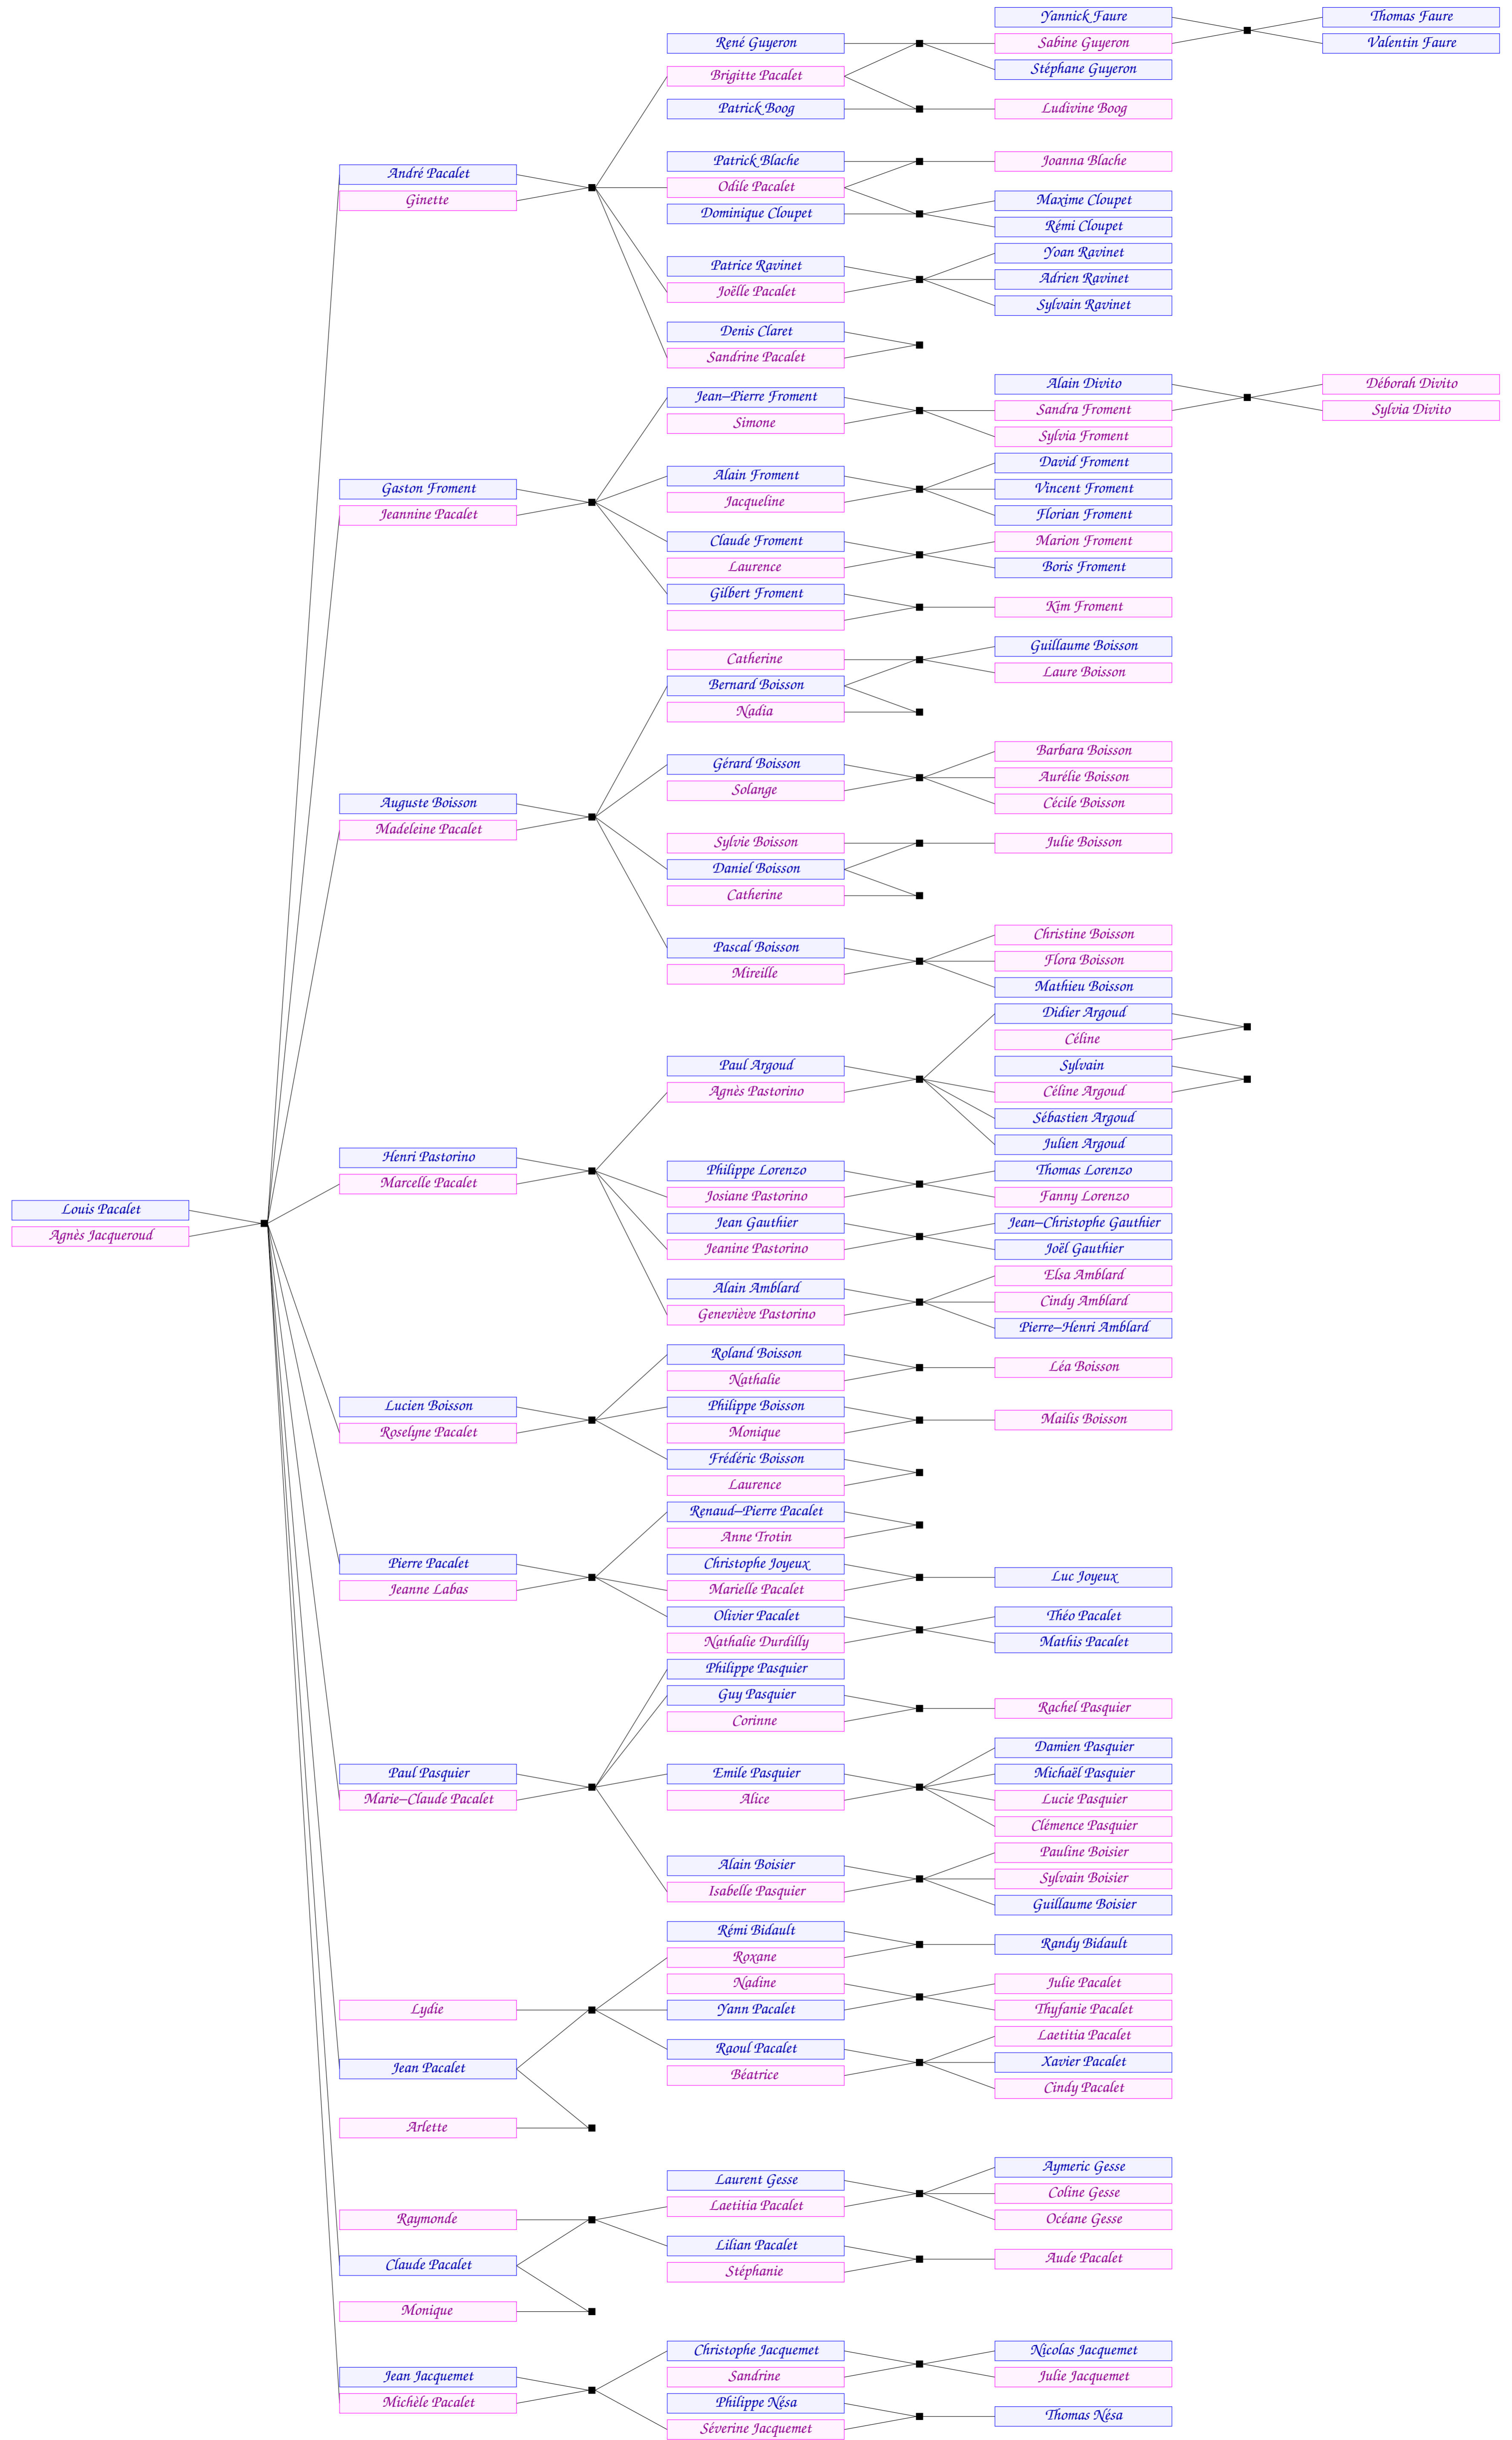 Yannick Faure
Thomas Faure
René Guyeron
Sabine Guyeron
Valentin Faure
Stéphane Guyeron
Brigitte Pacalet
Patrick Boog
Ludivine Boog
Patrick Blache
Joanna Blache
André Pacalet
Odile Pacalet
Ginette
Maxime Cloupet
Dominique Cloupet
Rémi Cloupet
Yoan Ravinet
Patrice Ravinet
Adrien Ravinet
Joëlle Pacalet
Sylvain Ravinet
Denis Claret
Sandrine Pacalet
Alain Divito
Déborah Divito
Jean–Pierre Froment
Sandra Froment
Sylvia Divito
Simone
Sylvia Froment
David Froment
Alain Froment
Gaston Froment
Vincent Froment
Jacqueline
Jeannine Pacalet
Florian Froment
Claude Froment
Marion Froment
Laurence
Boris Froment
Gilbert Froment
Kim Froment
Guillaume Boisson
Catherine
Laure Boisson
Bernard Boisson
Nadia
Barbara Boisson
Gérard Boisson
Aurélie Boisson
Solange
Auguste Boisson
Cécile Boisson
Madeleine Pacalet
Sylvie Boisson
Julie Boisson
Daniel Boisson
Catherine
Christine Boisson
Pascal Boisson
Flora Boisson
Mireille
Mathieu Boisson
Didier Argoud
Céline
Paul Argoud
Sylvain
Agnès Pastorino
Céline Argoud
Sébastien Argoud
Julien Argoud
Henri Pastorino
Philippe Lorenzo
Thomas Lorenzo
Marcelle Pacalet
Josiane Pastorino
Fanny Lorenzo
Louis Pacalet
Jean Gauthier
Jean–Christophe Gauthier
Agnès Jacqueroud
Jeanine Pastorino
Joël Gauthier
Elsa Amblard
Alain Amblard
Cindy Amblard
Geneviève Pastorino
Pierre–Henri Amblard
Roland Boisson
Léa Boisson
Nathalie
Lucien Boisson
Philippe Boisson
Mailis Boisson
Roselyne Pacalet
Monique
Frédéric Boisson
Laurence
Renaud–Pierre Pacalet
Anne Trotin
Pierre Pacalet
Christophe Joyeux
Luc Joyeux
Jeanne Labas
Marielle Pacalet
Olivier Pacalet
Théo Pacalet
Nathalie Durdilly
Mathis Pacalet
Philippe Pasquier
Guy Pasquier
Rachel Pasquier
Corinne
Damien Pasquier
Paul Pasquier
Emile Pasquier
Michaël Pasquier
Marie–Claude Pacalet
Alice
Lucie Pasquier
Clémence Pasquier
Pauline Boisier
Alain Boisier
Sylvain Boisier
Isabelle Pasquier
Guillaume Boisier
Rémi Bidault
Randy Bidault
Roxane
Nadine
Julie Pacalet
Lydie
Yann Pacalet
Thyfanie Pacalet
Laetitia Pacalet
Raoul Pacalet
Xavier Pacalet
Jean Pacalet
Béatrice
Cindy Pacalet
Arlette
Aymeric Gesse
Laurent Gesse
Coline Gesse
Laetitia Pacalet
Raymonde
Océane Gesse
Lilian Pacalet
Aude Pacalet
Claude Pacalet
Stéphanie
Monique
Christophe Jacquemet
Nicolas Jacquemet
Jean Jacquemet
Sandrine
Julie Jacquemet
Michèle Pacalet
Philippe Nésa
Thomas Nésa
Séverine Jacquemet